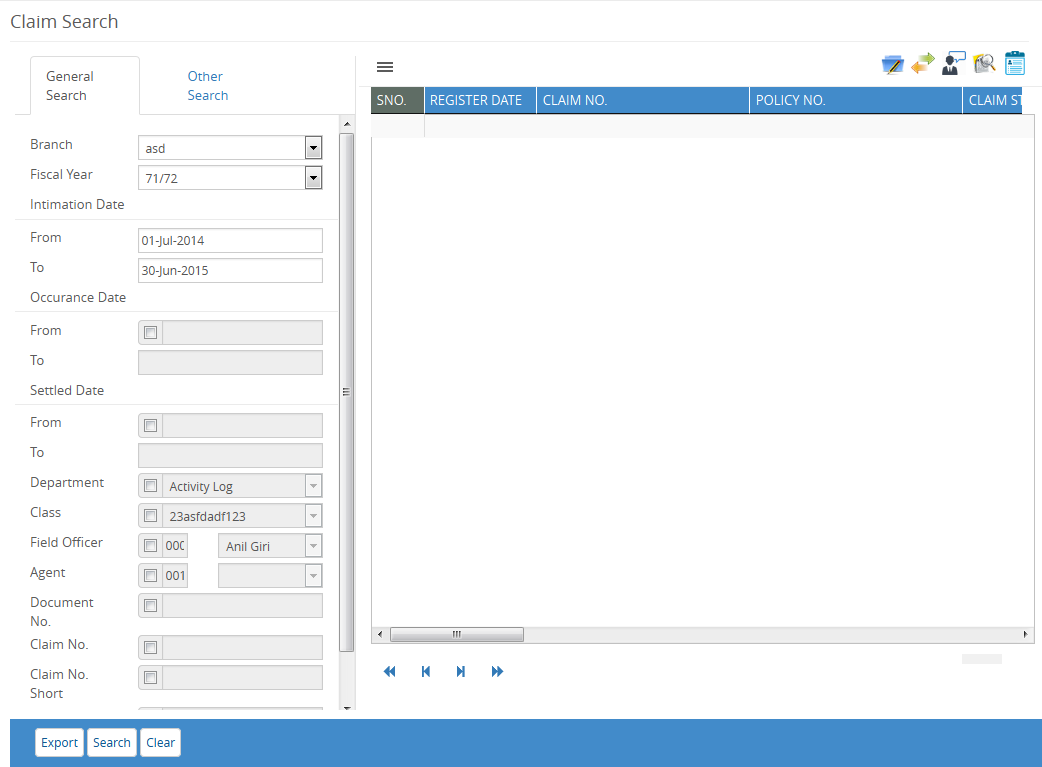 Claim Search
General
Search
Other
Search
Branch
asd
Fiscal Year
71/72
Intimation Date
From
01-Jul-2014
To
30-Jun-2015
Occurance Date
From
To
Settled Date
From
To
Department
Activity Log
Class
23asfdadf123
Field Officer
000
Anil Giri
Agent
001
Document
No.
Claim No.
Claim No.
Short
SNO.
REGISTER DATE
CLAIM NO.
POLICY NO.
CLAIM ST
Export
Search
Clear